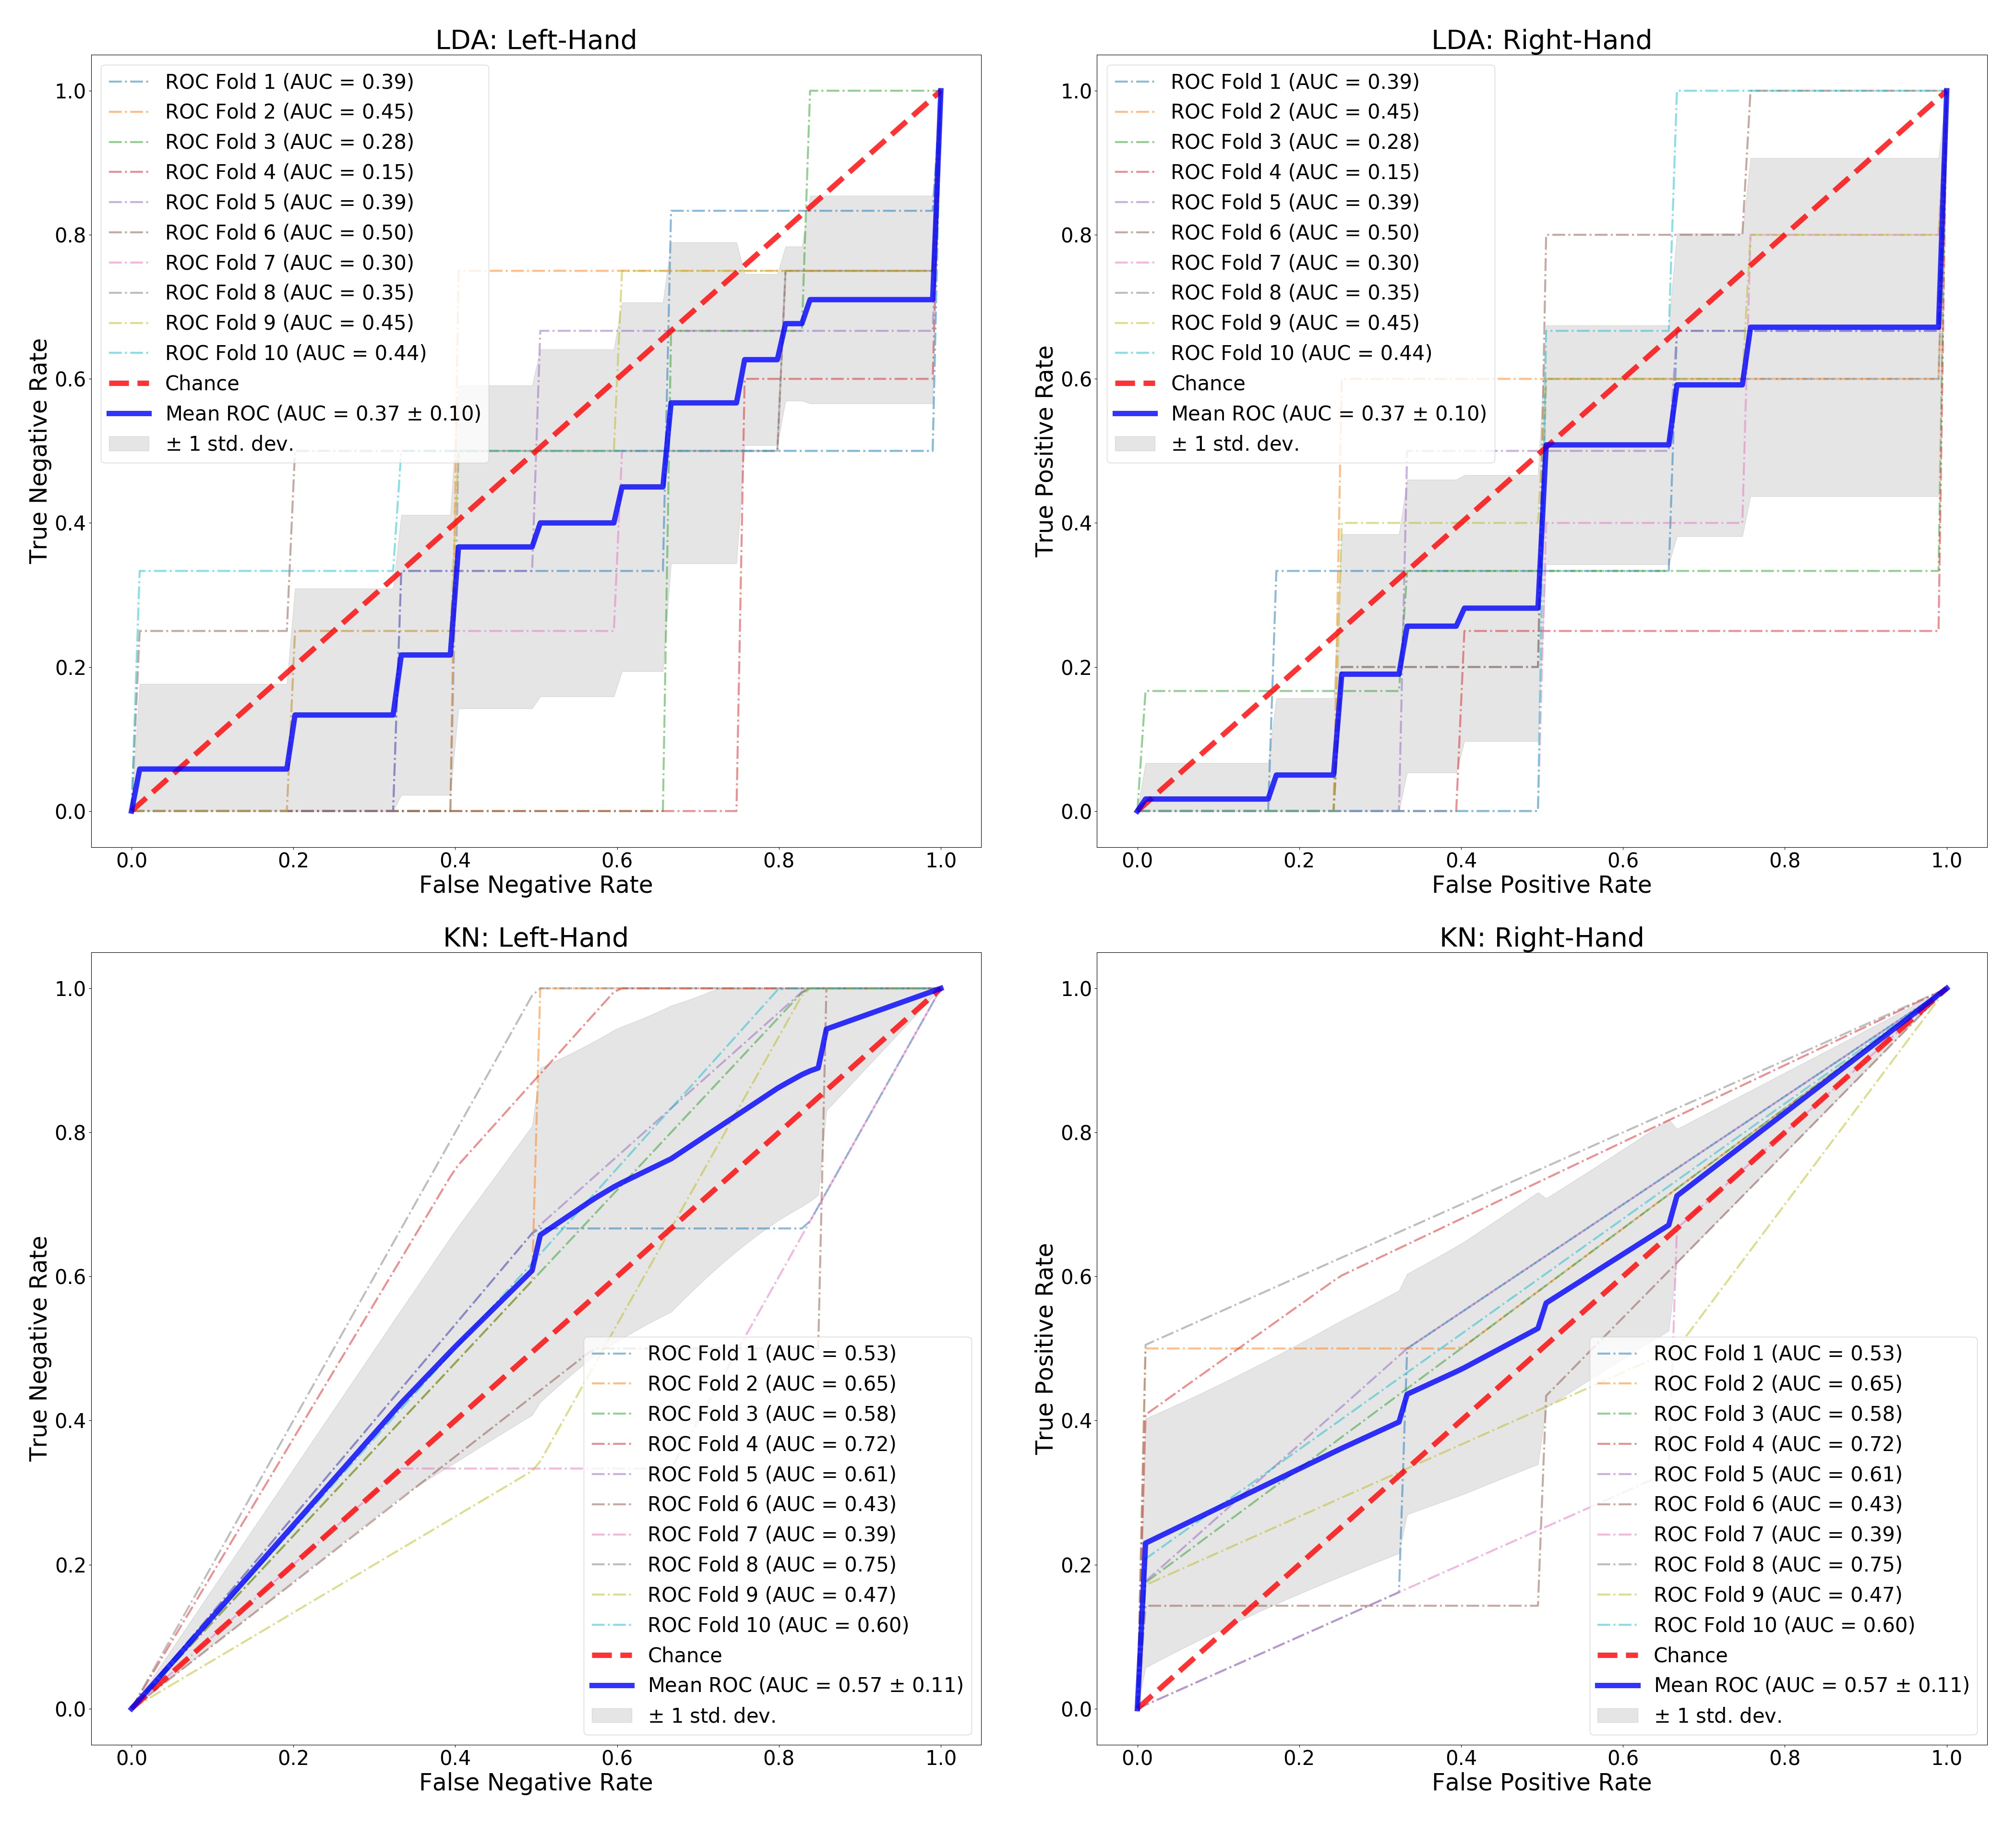 LDA: Left-Hand
ROC Fold 1 (AUC = 0.39)
ROC Fold 2 (AUC = 0.45)
ROC Fold 3 (AUC = 0.28)
ROC Fold 4 (AUC = 0.15)
ROC Fold 5 (AUC = 0.39)
ROC Fold 6 (AUC = 0.50)
ROC Fold 7 (AUC = 0.30)
ROC Fold 8 (AUC = 0.35)
ROC Fold 9 (AUC = 0.45)
ROC Fold 10 (AUC = 0.44)
Chance
Mean ROC (AUC = 0.37 ± 0.10)
± 1 std. dev.
1.0
0.8
0.6
0.4
0.2
0.0
True Negative Rate
0.0 0.2 0.4 0.6 0.8 1.0
False Negative Rate
LDA: Right-Hand
ROC Fold 1 (AUC = 0.39)
ROC Fold 2 (AUC = 0.45)
ROC Fold 3 (AUC = 0.28)
ROC Fold 4 (AUC = 0.15)
ROC Fold 5 (AUC = 0.39)
ROC Fold 6 (AUC = 0.50)
ROC Fold 7 (AUC = 0.30)
ROC Fold 8 (AUC = 0.35)
ROC Fold 9 (AUC = 0.45)
ROC Fold 10 (AUC = 0.44)
Chance
Mean ROC (AUC = 0.37 ± 0.10)
± 1 std. dev.
1.0
0.8
0.6
0.4
0.2
0.0
True Positive Rate
0.0 0.2 0.4 0.6 0.8 1.0
False Positive Rate
KN: Left-Hand
1.0
0.8
0.6
0.4
0.2
0.0
True Negative Rate
ROC Fold 1 (AUC = 0.53)
ROC Fold 2 (AUC = 0.65)
ROC Fold 3 (AUC = 0.58)
ROC Fold 4 (AUC = 0.72)
ROC Fold 5 (AUC = 0.61)
ROC Fold 6 (AUC = 0.43)
ROC Fold 7 (AUC = 0.39)
ROC Fold 8 (AUC = 0.75)
ROC Fold 9 (AUC = 0.47)
ROC Fold 10 (AUC = 0.60)
Chance
Mean ROC (AUC = 0.57 ± 0.11)
± 1 std. dev.
0.0 0.2 0.4 0.6 0.8 1.0
False Negative Rate
KN: Right-Hand
1.0
0.8
0.6
0.4
0.2
0.0
True Positive Rate
ROC Fold 1 (AUC = 0.53)
ROC Fold 2 (AUC = 0.65)
ROC Fold 3 (AUC = 0.58)
ROC Fold 4 (AUC = 0.72)
ROC Fold 5 (AUC = 0.61)
ROC Fold 6 (AUC = 0.43)
ROC Fold 7 (AUC = 0.39)
ROC Fold 8 (AUC = 0.75)
ROC Fold 9 (AUC = 0.47)
ROC Fold 10 (AUC = 0.60)
Chance
Mean ROC (AUC = 0.57 ± 0.11)
± 1 std. dev.
0.0 0.2 0.4 0.6 0.8 1.0
False Positive Rate